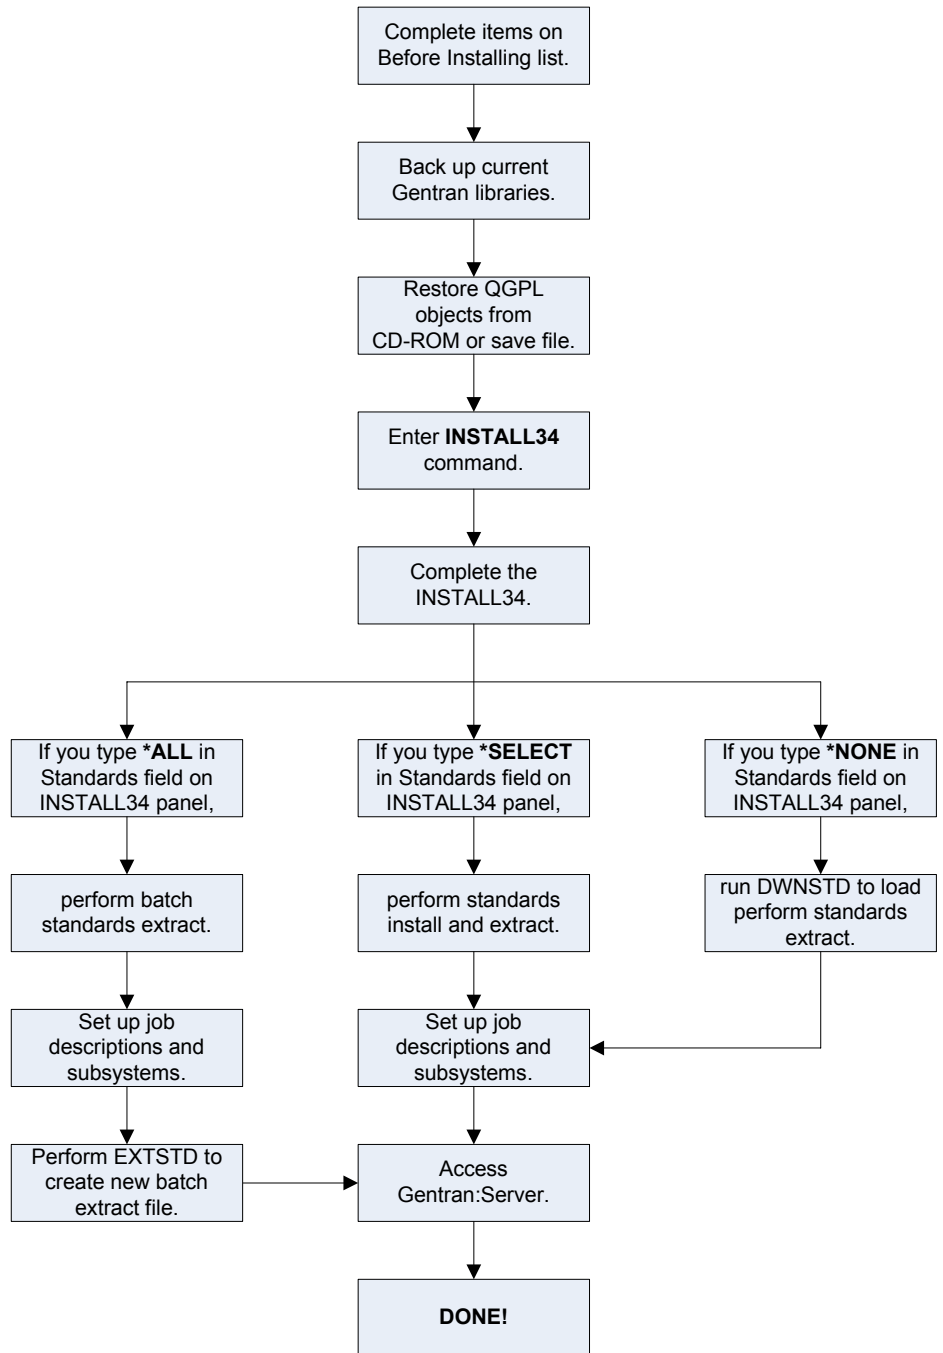 Complete items on
Before Installing list.
Back up current
Gentran libraries.
Restore QGPL
objects from
CD-ROM or save file.
Enter INSTALL34
command.
Complete the
INSTALL34.
If you type *ALL in
Standards field on
INSTALL34 panel,
If you type *SELECT
in Standards field on
INSTALL34 panel,
If you type *NONE in
Standards field on
INSTALL34 panel,
perform batch
standards extract.
perform standards
install and extract.
run DWNSTD to load
perform standards
extract.
Set up job
descriptions and
subsystems.
Set up job
descriptions and
subsystems.
Perform EXTSTD to
create new batch
extract file.
Access
Gentran:Server.
DONE!